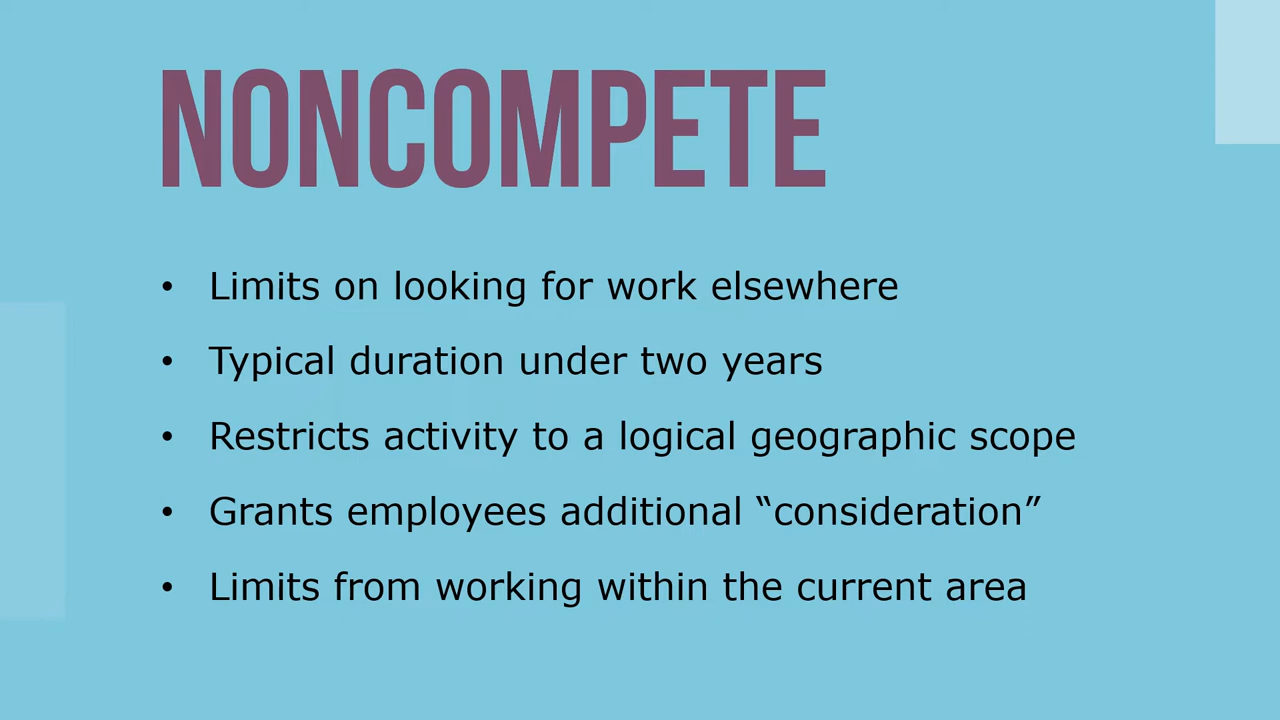 NONCOMPETE
• Limits on looking for work elsewhere
• Typical duration under two years
• Restricts activity to a logical geographic scope
• Grants employees additional “consideration”
• Limits from working within the current area